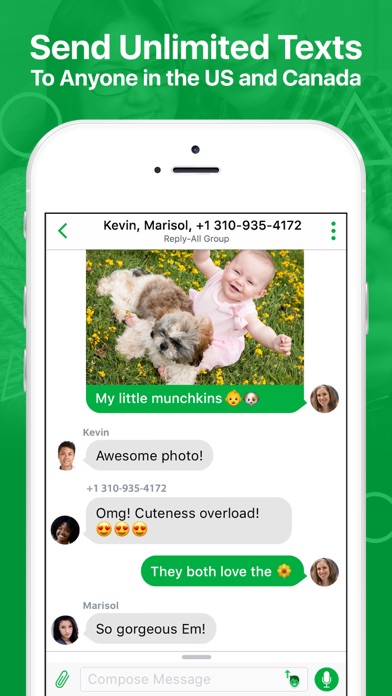 Send Unlimited Texts
To Anyone in the US and Canada
Kevin, Marisol, +1 310-935-4172
Reply-All Group
My little munchkins 👶🐶
Kevin
Awesome photo!
+1 310-935-4172
Omg! Cuteness overload!
😍😍😍
They both love the 🌼
Marisol
So gorgeous Em!
Compose Message